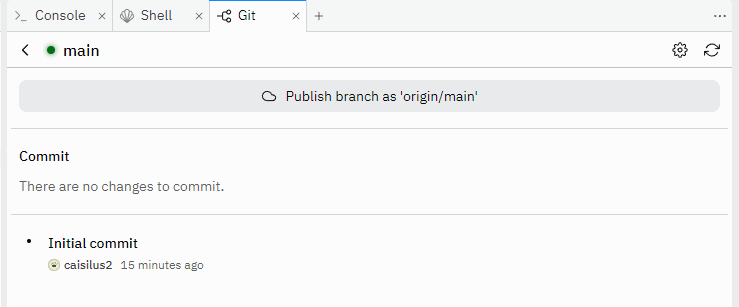 Console Shell Git
main
Publish branch as 'origin/main'
Commit
There are no changes to commit.
Initial commit
caisilus2 15 minutes ago